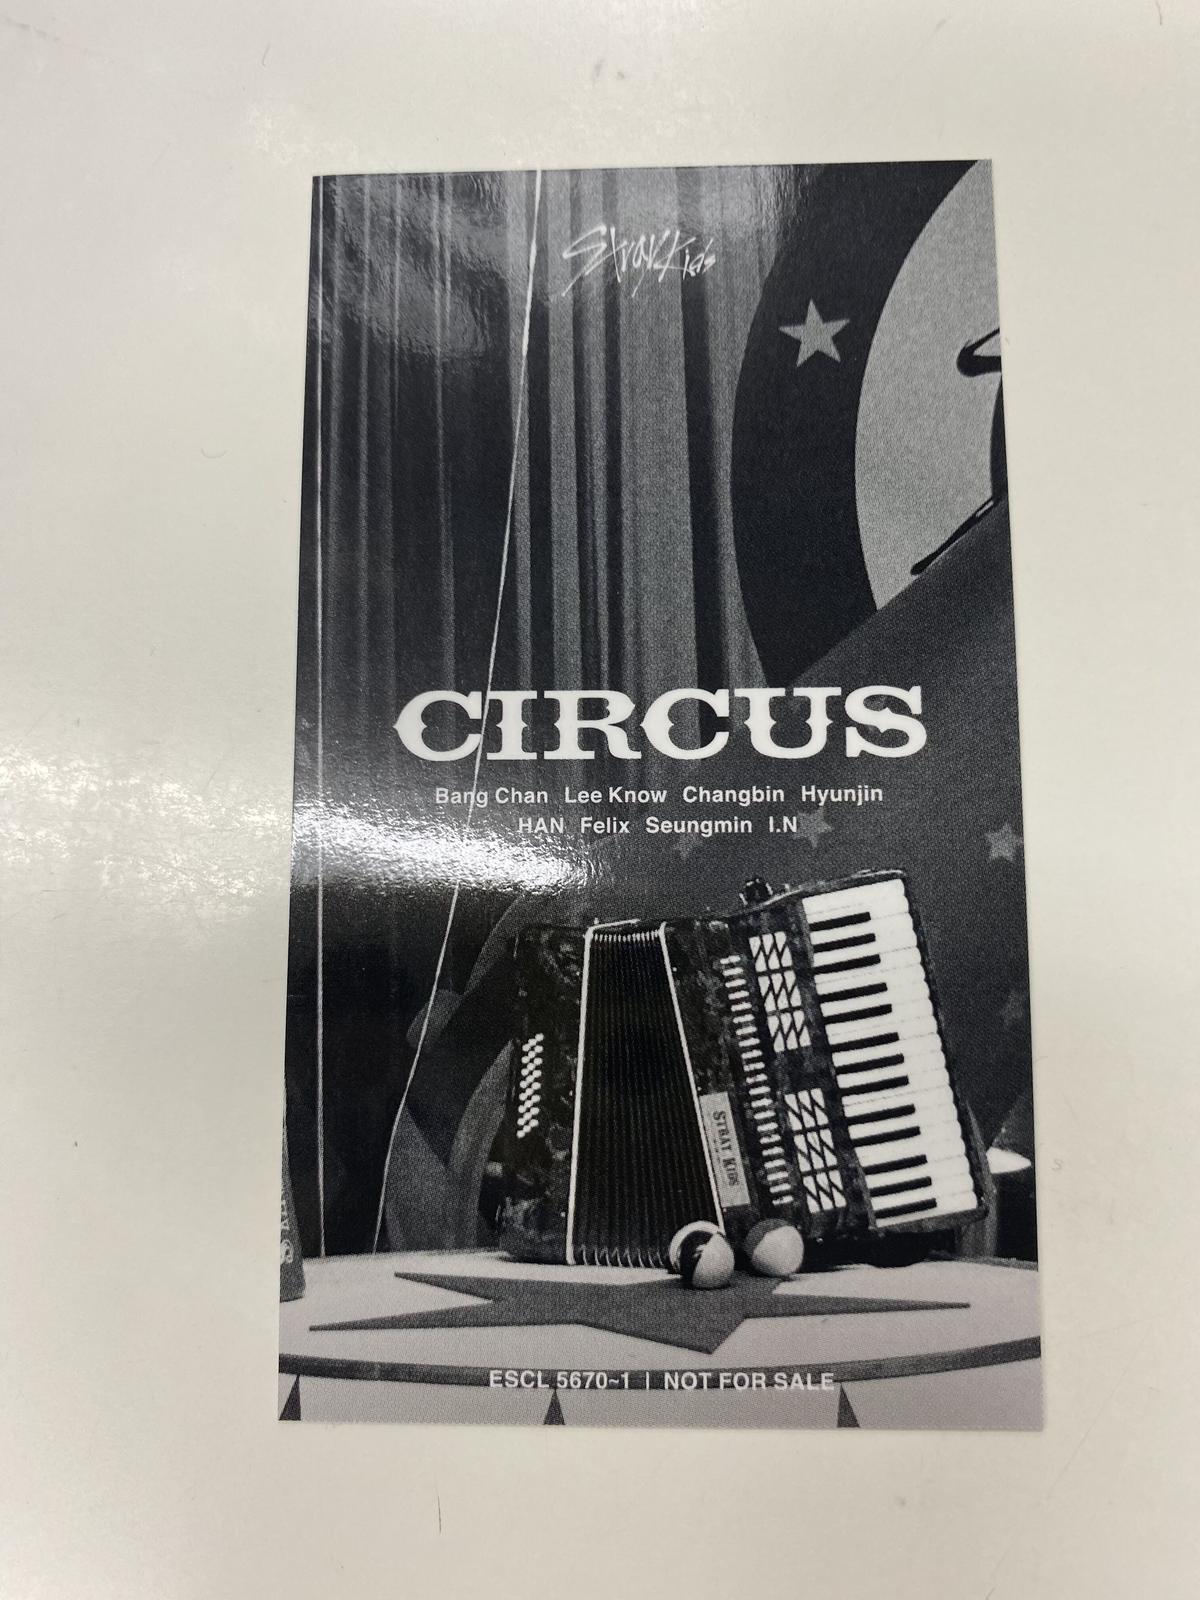 Stray Kids
CIRCUS
Bang Chan Lee Know Changbin Hyunjin
HAN Felix Seungmin I.N
STRAY KIDS
ESCL 5670~1 | NOT FOR SALE